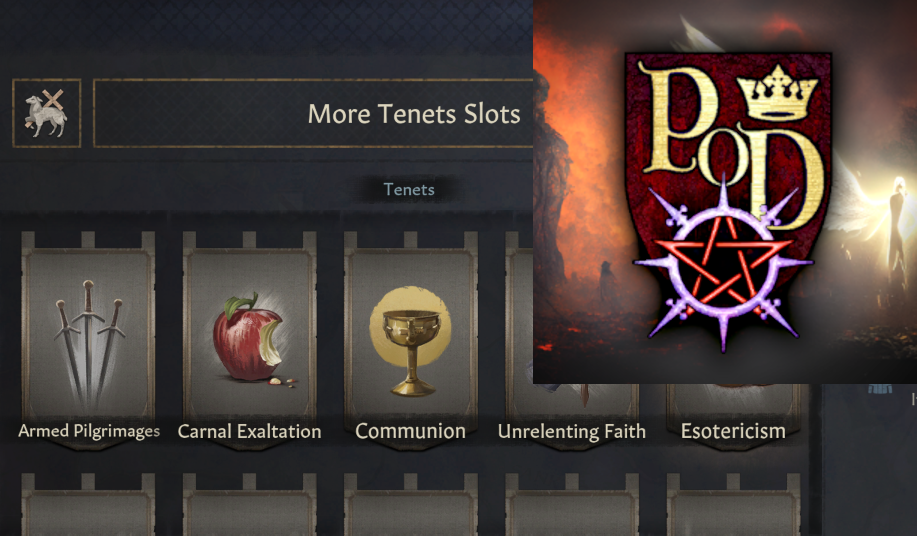 More Tenets Slots
PoD
Tenets
Armed Pilgrimages
Carnal Exaltation
Communion
Unrelenting Faith
Esotericism